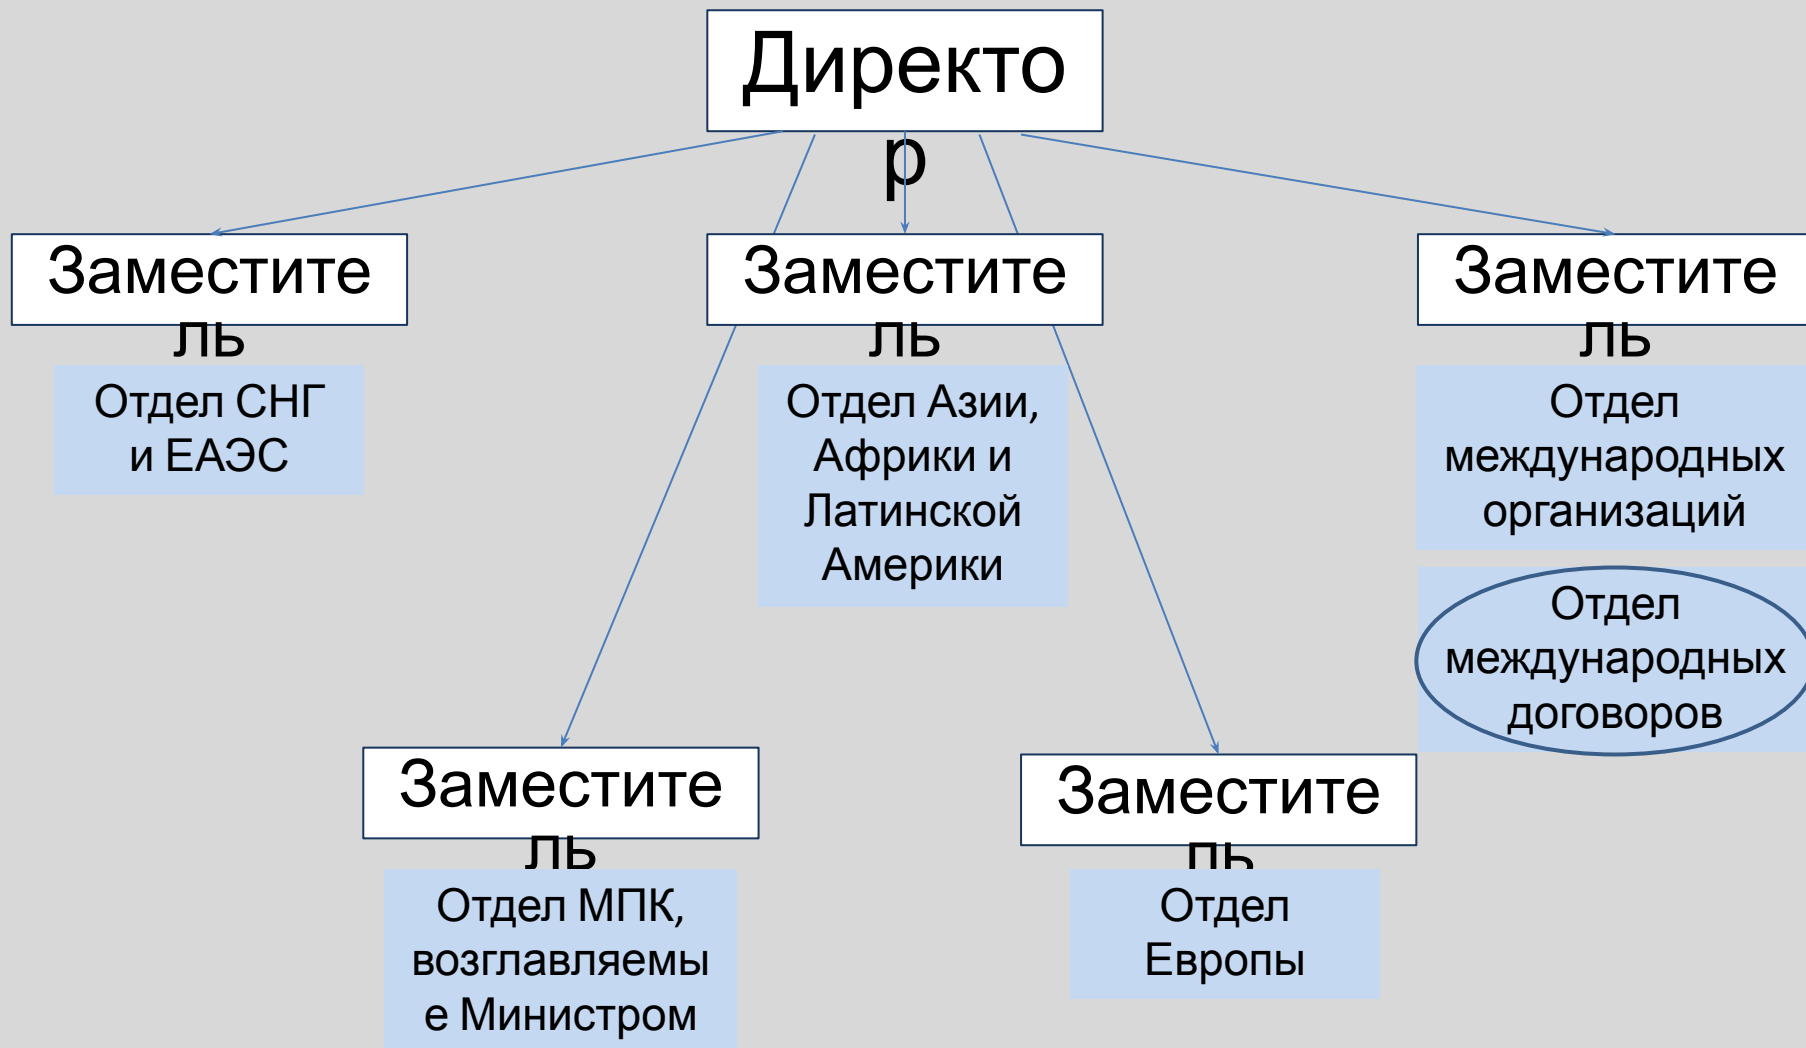 Директо
р
Заместите
ль
Отдел СНГ
и ЕАЭС
Заместите
ль
Отдел Азии,
Африки и
Латинской
Америки
Заместите
ль
Отдел
международных
организаций
Отдел
международных
договоров
Заместите
ль
Отдел МПК,
возглавляемы
е Министром
Заместите
ль
Отдел
Европы